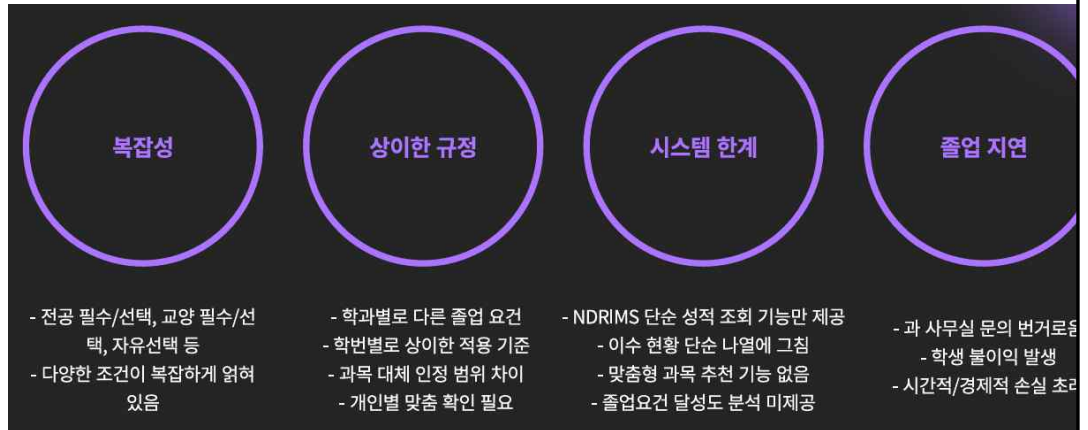 복잡성
상이한 규정
시스템 한계
졸업 지연
- 전공 필수/선택, 교양 필수/선
택, 자유선택 등
- 다양한 조건이 복잡하게 얽혀
있음
- 학과별로 다른 졸업 요건
- 학번별로 상이한 적용 기준
- 과목 대체 인정 범위 차이
- 개인별 맞춤 확인 필요
- NDRIMS 단순 성적 조회 기능만 제공
- 이수 현황 단순 나열에 그침
- 맞춤형 과목 추천 기능 없음
- 졸업요건 달성도 분석 미제공
- 과 사무실 문의
- 학생 불이익 발생
- 시간적/경제적 손실